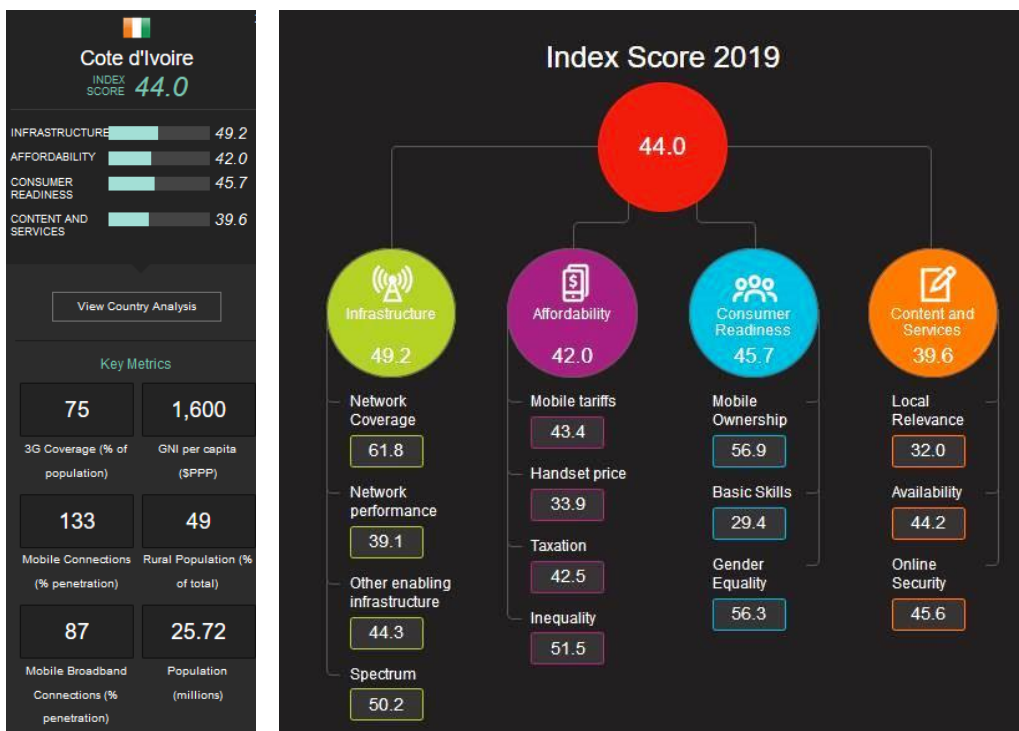 Cote d'Ivoire
INDEX
SCORE 44.0
INFRASTRUCTURE 49.2
AFFORDABILITY 42.0
CONSUMER
READINESS 45.7
CONTENT AND
SERVICES 39.6
View Country Analysis
Key Metrics
75
3G Coverage (% of
population)
1,600
GNI per capita
($PPP)
133
Mobile Connections
(% penetration)
49
Rural Population (%
of total)
87
Mobile Broadband
Connections (%
penetration)
25.72
Population
(millions)
Index Score 2019
44.0
Infrastructure
49.2
Network
Coverage
61.8
Network
performance
39.1
Other enabling
infrastructure
44.3
Spectrum
50.2
$
Affordability
42.0
Mobile tariffs
43.4
Handset price
33.9
Taxation
42.5
Inequality
51.5
Consumer
Readiness
45.7
Mobile
Ownership
56.9
Basic Skills
29.4
Gender
Equality
56.3
Content and
Services
39.6
Local
Relevance
32.0
Availability
44.2
Online
Security
45.6